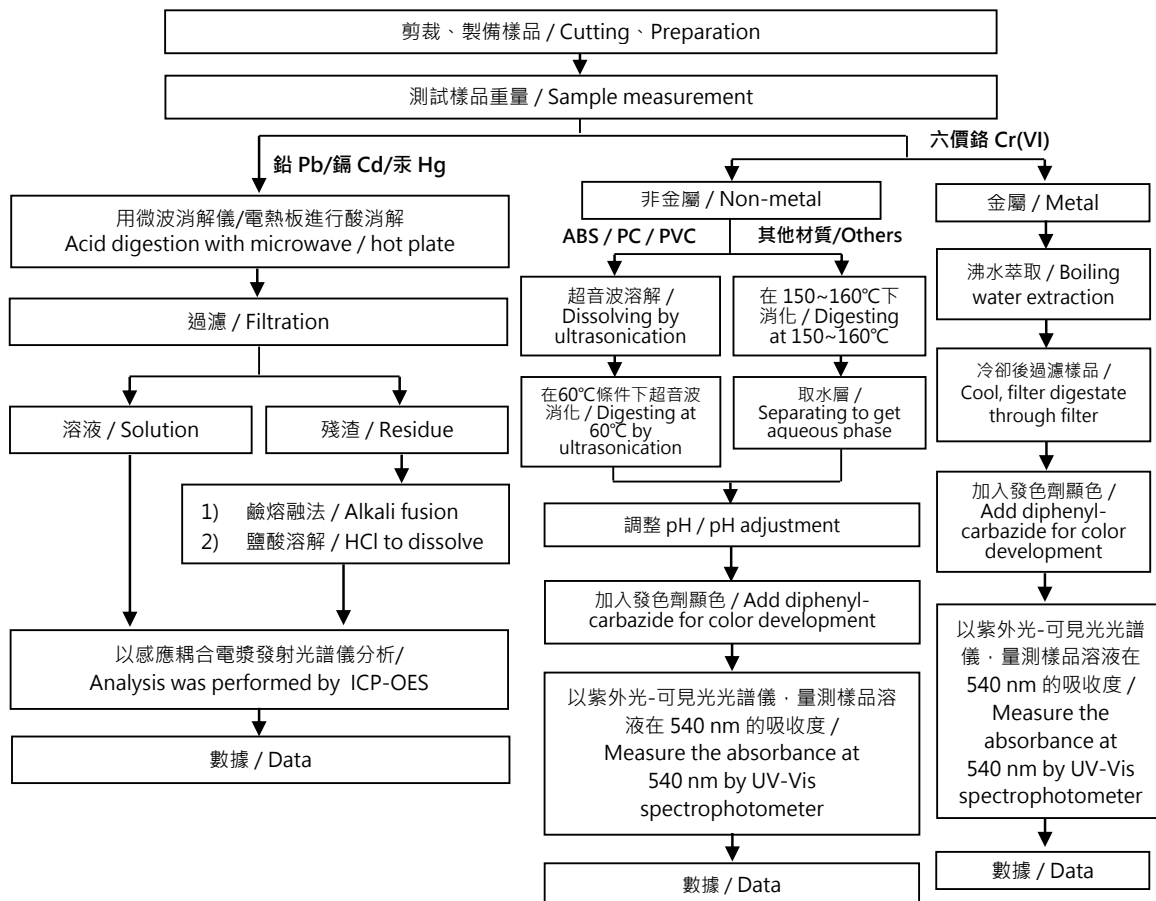 剪裁、製備樣品 / Cutting、Preparation
測試樣品重量 / Sample measurement
鉛 Pb/鎘 Cd/汞 Hg
用微波消解儀/電熱板進行酸消解
Acid digestion with microwave / hot plate
過濾 / Filtration
溶液 / Solution
殘渣 / Residue
1) 鹼熔融法 / Alkali fusion
2) 鹽酸溶解 / HCl to dissolve
以感應耦合電漿發射光譜儀分析/
Analysis was performed by ICP-OES
數據 / Data
六價鉻 Cr(VI)
非金屬 / Non-metal
ABS / PC / PVC
超音波溶解 /
Dissolving by
ultrasonication
在60℃條件下超音波
消化 / Digesting at
60℃ by
ultrasonication
其他材質/Others
在 150~160℃下
消化 / Digesting
at 150~160℃
取水層 /
Separating to get
aqueous phase
調整 pH / pH adjustment
加入發色劑顯色 / Add diphenyl-
carbazide for color development
以紫外光-可見光光譜儀，量測樣品溶
液在 540 nm 的吸收度 /
Measure the absorbance at
540 nm by UV-Vis
spectrophotometer
數據 / Data
金屬 / Metal
沸水萃取 / Boiling
water extraction
冷卻後過濾樣品 /
Cool, filter digestate
through filter
加入發色劑顯色 /
Add diphenyl-
carbazide for color
development
以紫外光-可見光光譜
儀，量測樣品溶液在
540 nm 的吸收度 /
Measure the
absorbance at
540 nm by UV-Vis
spectrophotometer
數據 / Data